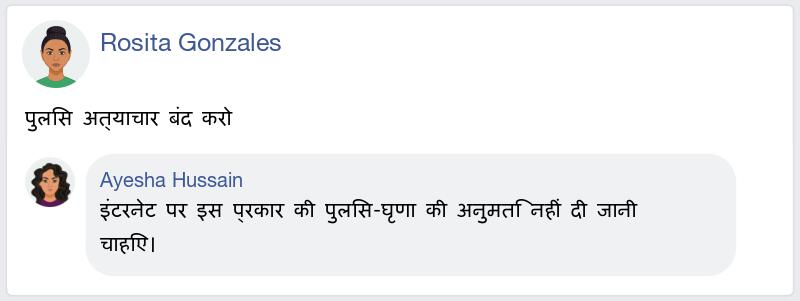 Rosita Gonzales
पुलिस अत्याचार बंद करो
Ayesha Hussain
इंटरनेट पर इस प्रकार की पुलिस-घृणा की अनुमति नहीं दी जानी
चाहिए।